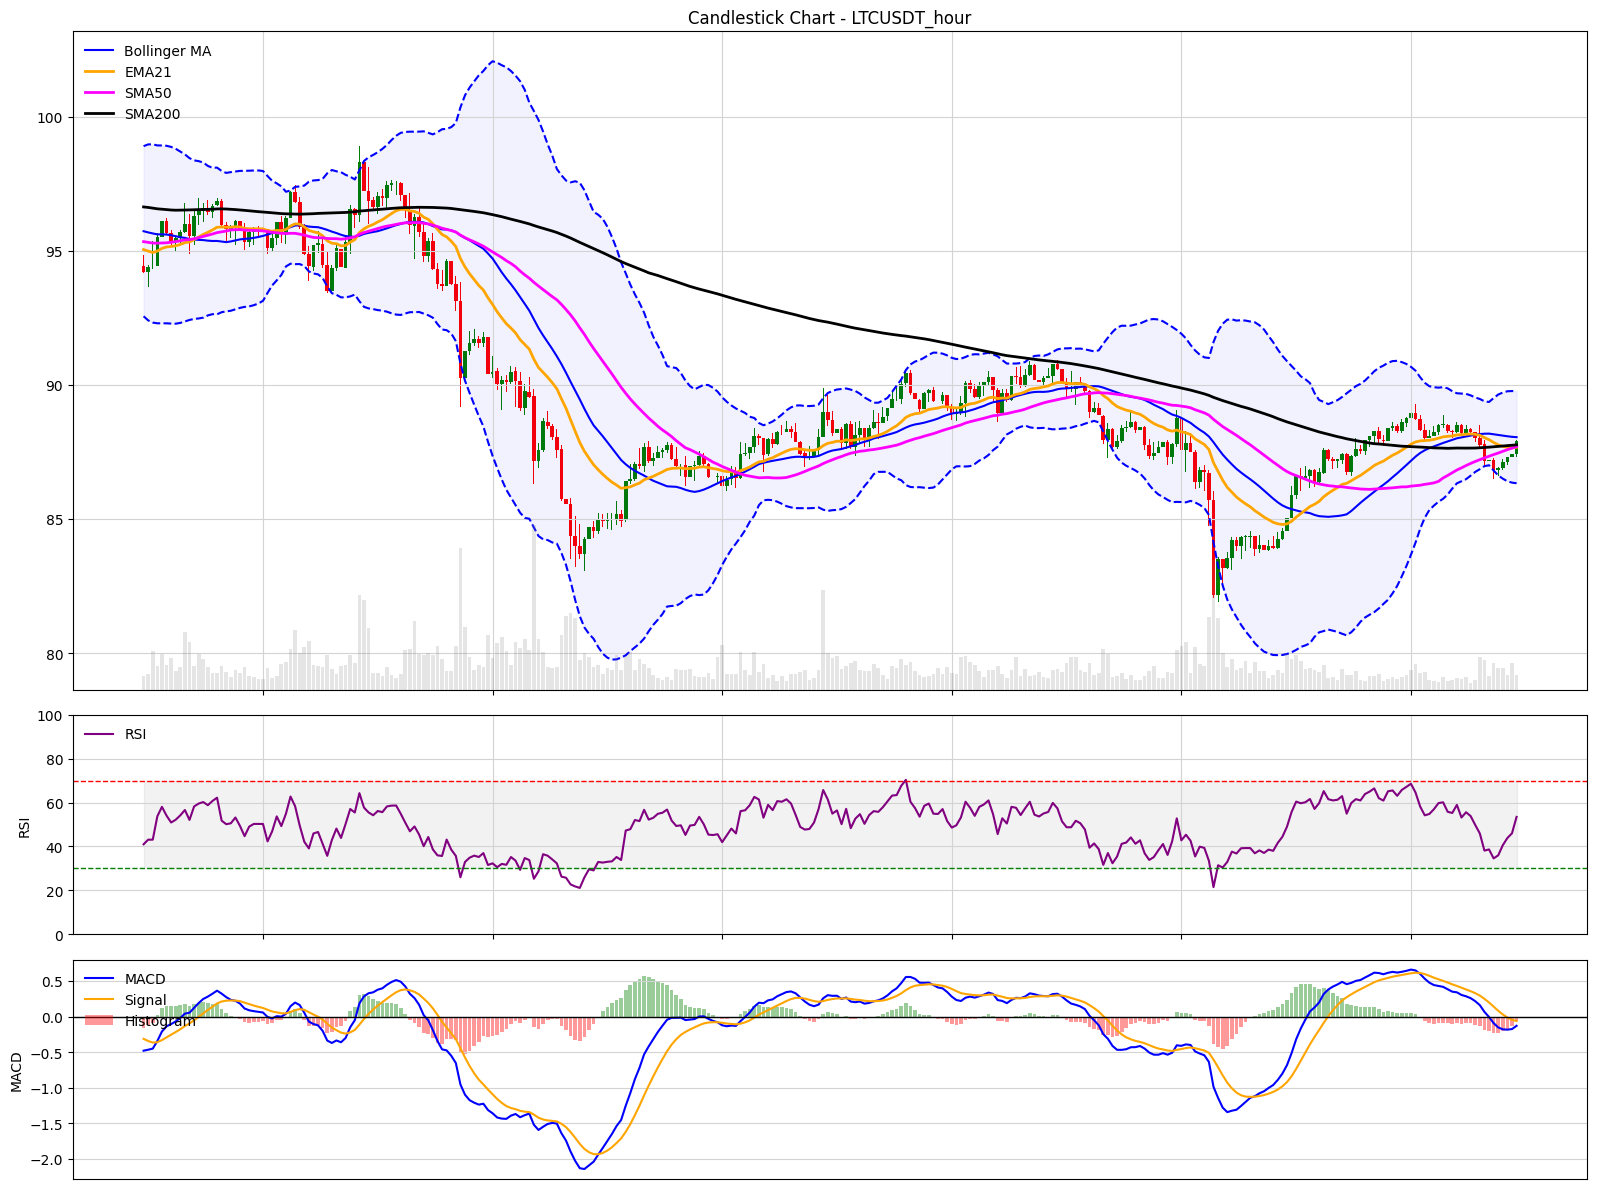 Candlestick Chart - LTCUSDT_hour
Bollinger MA
EMA21
SMA50
SMA200
100
95
90
85
80
RSI
100
80
60
40
20
0
RSI
MACD
Signal
Histogram
0.5
0.0
−0.5
−1.0
−1.5
−2.0
MACD